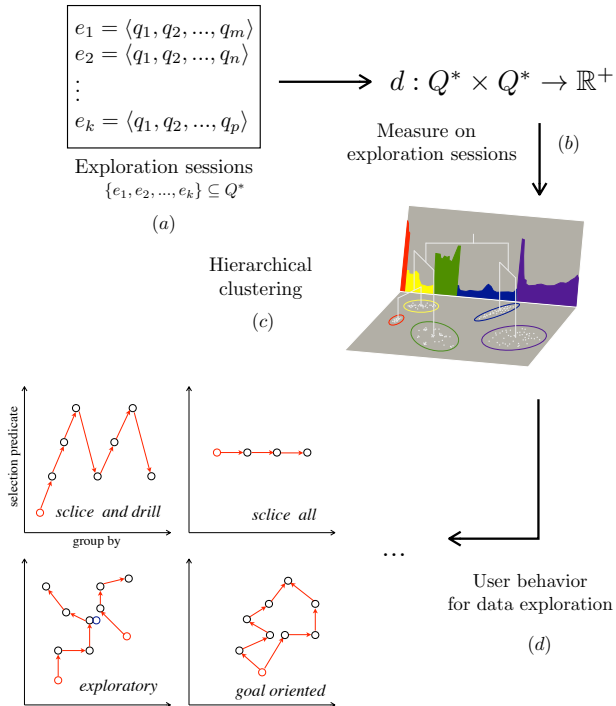 e₁ = ⟨q₁, q₂, ..., qₘ⟩
e₂ = ⟨q₁, q₂, ..., qₙ⟩
⋮
eₖ = ⟨q₁, q₂, ..., qₚ⟩
Exploration sessions
{e₁, e₂, ..., eₖ} ⊆ Q*
(a)
d : Q* × Q* → ℝ⁺
Measure on
exploration sessions
(b)
Hierarchical
clustering
(c)
selection predicate
sclice and drill
group by
sclice all
...
exploratory
goal oriented
User behavior
for data exploration
(d)